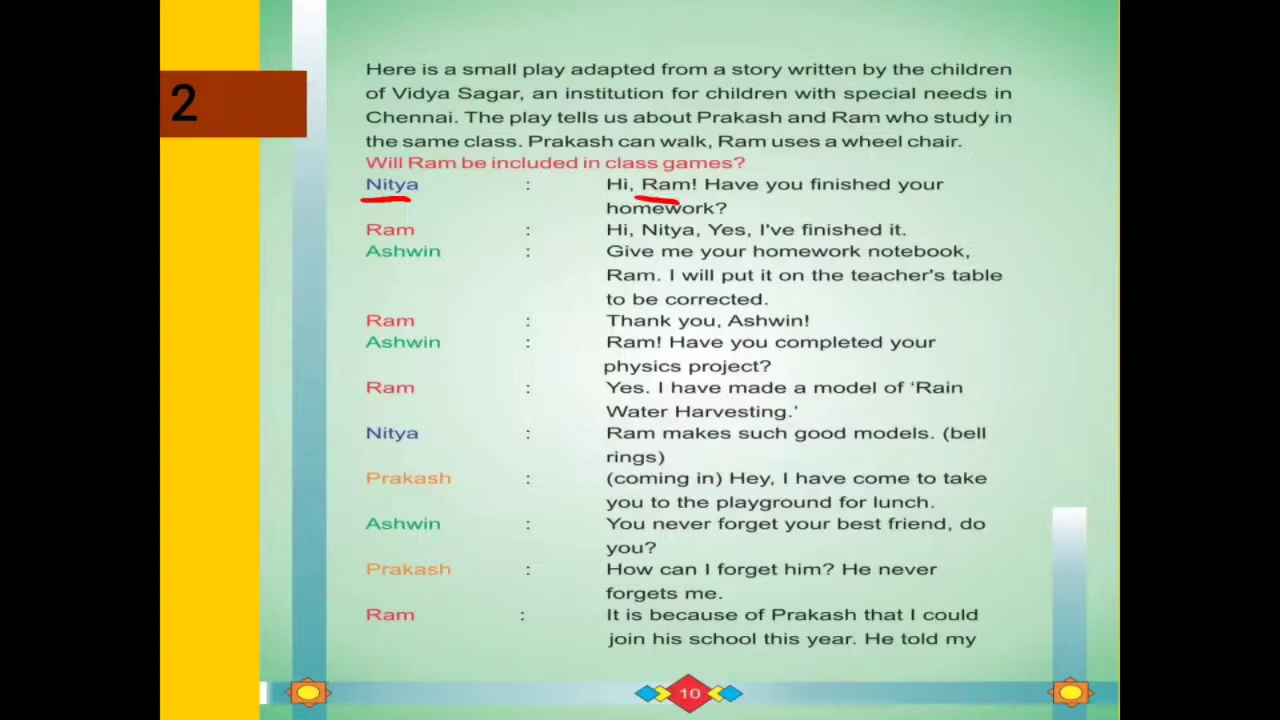 2
Here is a small play adapted from a story written by the children
of Vidya Sagar, an institution for children with special needs in
Chennai. The play tells us about Prakash and Ram who study in
the same class. Prakash can walk, Ram uses a wheel chair.
Will Ram be included in class games?
Nitya : Hi, Ram! Have you finished your
homework?
Ram : Hi, Nitya, Yes, I've finished it.
Ashwin : Give me your homework notebook,
Ram. I will put it on the teacher's table
to be corrected.
Ram : Thank you, Ashwin!
Ashwin : Ram! Have you completed your
physics project?
Ram : Yes. I have made a model of ‘Rain
Water Harvesting.’
Nitya : Ram makes such good models. (bell
rings)
Prakash : (coming in) Hey, I have come to take
you to the playground for lunch.
Ashwin : You never forget your best friend, do
you?
Prakash : How can I forget him? He never
forgets me.
Ram : It is because of Prakash that I could
join his school this year. He told my
10